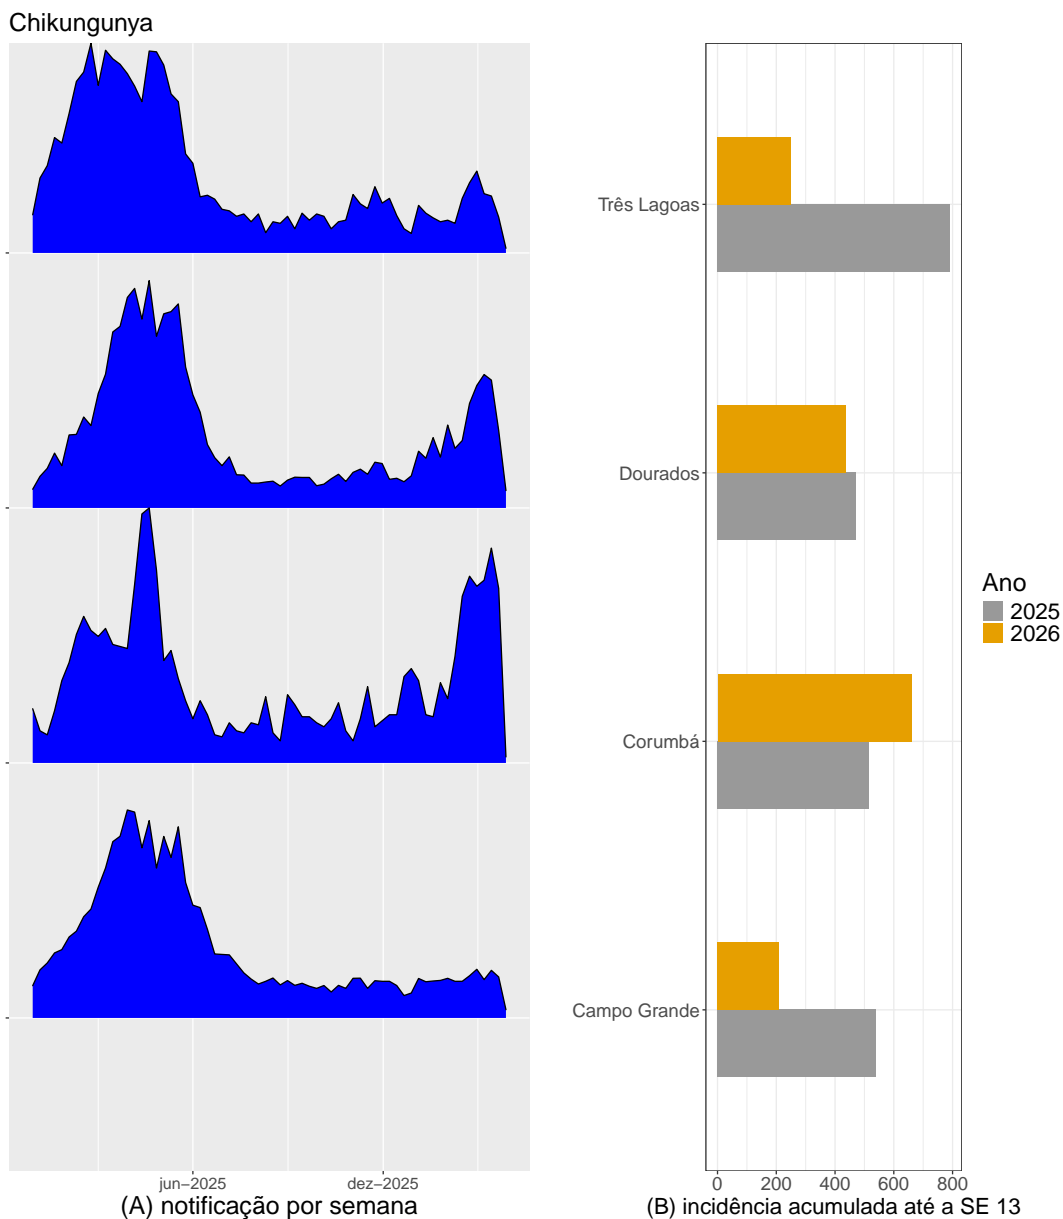 Chikungunya
jun–2025
dez–2025
(A) notificação por semana
Três Lagoas
Dourados
Corumbá
Campo Grande
0
200
400
600
800
(B) incidência acumulada até a SE 13
Ano
2025
2026